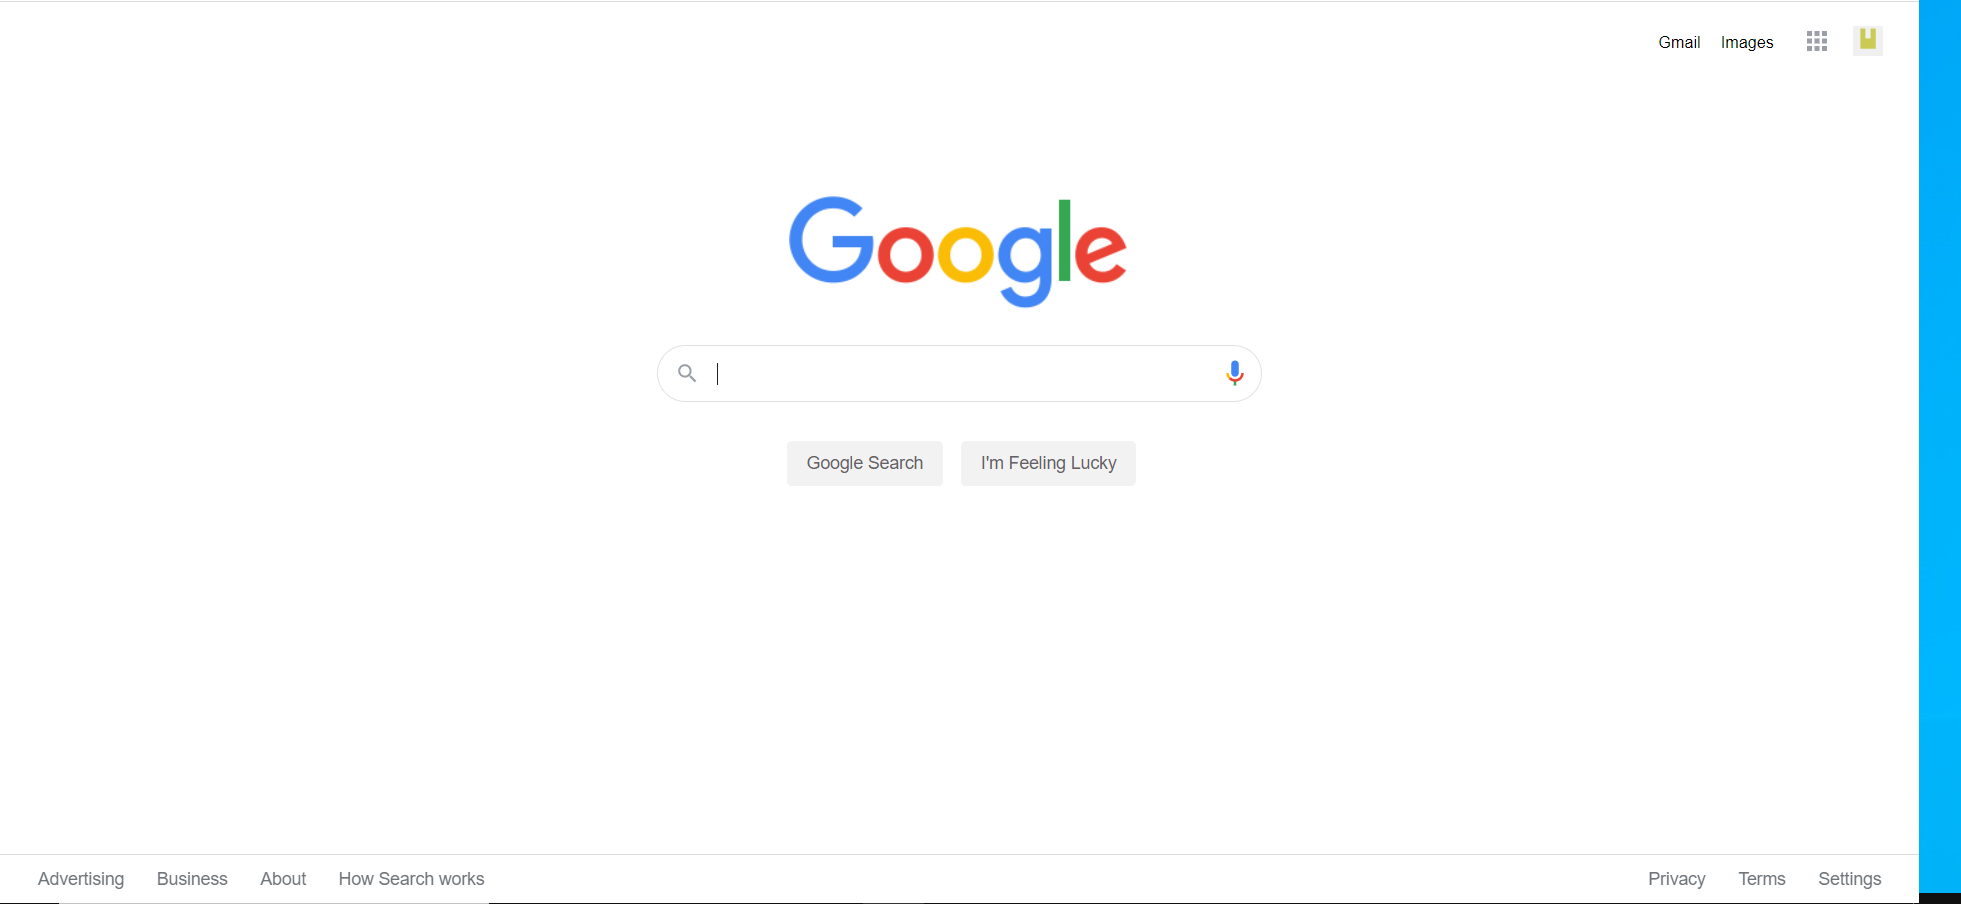 Gmail Images
Google
Google Search I'm Feeling Lucky
Advertising Business About How Search works Privacy Terms Settings